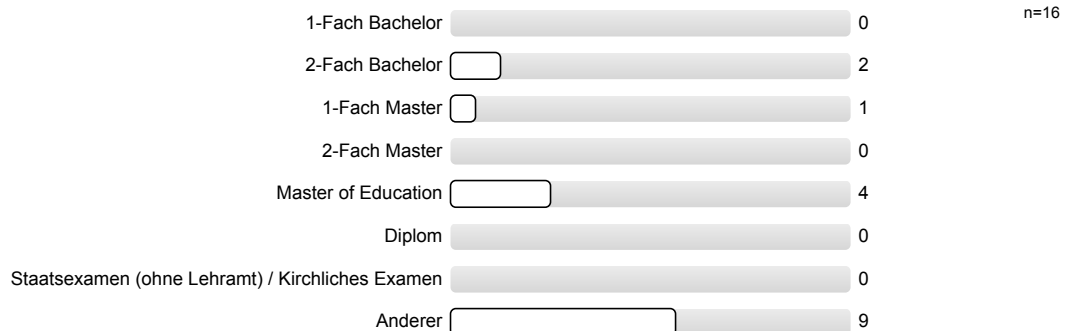 n=16
1-Fach Bachelor 0
2-Fach Bachelor 2
1-Fach Master 1
2-Fach Master 0
Master of Education 4
Diplom 0
Staatsexamen (ohne Lehramt) / Kirchliches Examen 0
Anderer 9